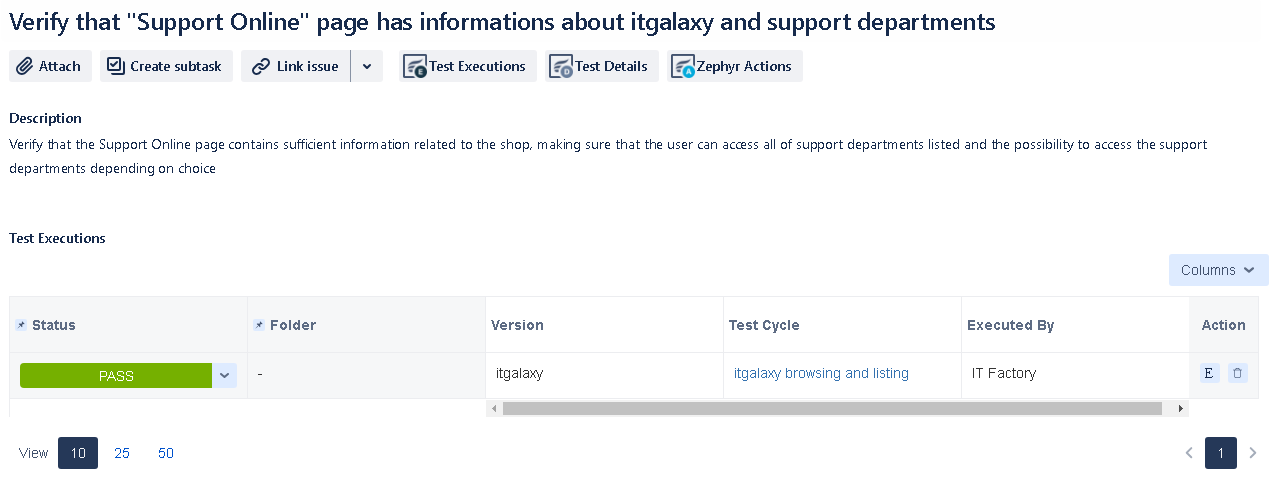 Verify that "Support Online" page has informations about itgalaxy and support departments
Attach Create subtask Link issue E Test Executions D Test Details A Zephyr Actions
Description
Verify that the Support Online page contains sufficient information related to the shop, making sure that the user can access all of support departments listed and the possibility to access the support
departments depending on choice
Test Executions
Columns
Status Folder Version Test Cycle Executed By Action
PASS - itgalaxy itgalaxy browsing and listing IT Factory E
View 10 25 50 1